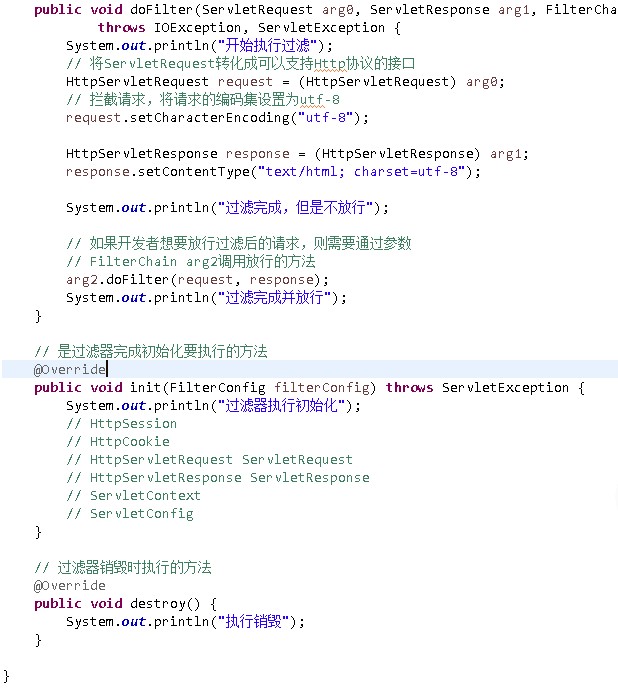 public void doFilter(ServletRequest arg0, ServletResponse arg1, FilterCha
throws IOException, ServletException {
System.out.println("开始执行过滤");
// 将ServletRequest转化成可以支持Http协议的接口
HttpServletRequest request = (HttpServletRequest) arg0;
// 拦截请求，将请求的编码集设置为utf-8
request.setCharacterEncoding("utf-8");
HttpServletResponse response = (HttpServletResponse) arg1;
response.setContentType("text/html; charset=utf-8");
System.out.println("过滤完成，但是不放行");
// 如果开发者想要放行过滤后的请求，则需要通过参数
// FilterChain arg2调用放行的方法
arg2.doFilter(request, response);
System.out.println("过滤完成并放行");
}
// 是过滤器完成初始化要执行的方法
@Override
public void init(FilterConfig filterConfig) throws ServletException {
System.out.println("过滤器执行初始化");
// HttpSession
// HttpCookie
// HttpServletRequest ServletRequest
// HttpServletResponse ServletResponse
// ServletContext
// ServletConfig
}
// 过滤器销毁时执行的方法
@Override
public void destroy() {
System.out.println("执行销毁");
}
}